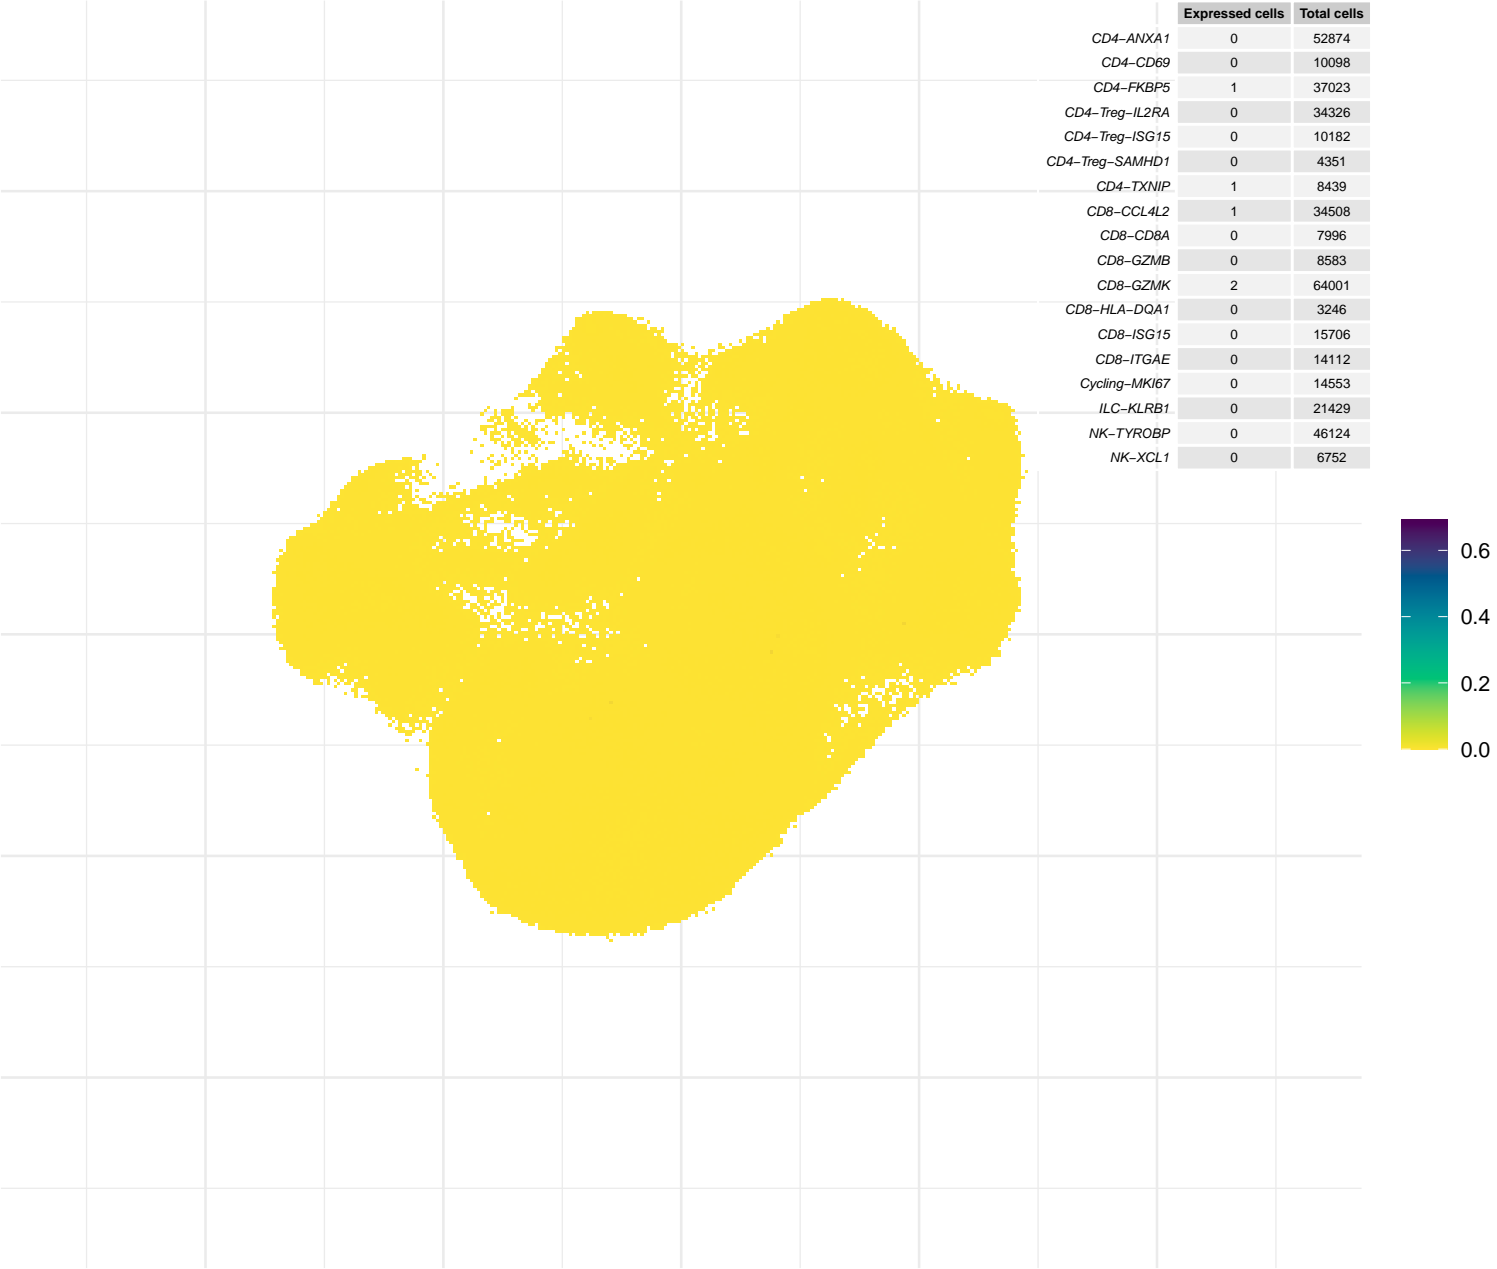 Expressed cells Total cells
CD4−ANXA1 0 52874
CD4−CD69 0 10098
CD4−FKBP5 1 37023
CD4−Treg−IL2RA 0 34326
CD4−Treg−ISG15 0 10182
CD4−Treg−SAMHD1 0 4351
CD4−TXNIP 1 8439
CD8−CCL4L2 1 34508
CD8−CD8A 0 7996
CD8−GZMB 0 8583
CD8−GZMK 2 64001
CD8−HLA−DQA1 0 3246
CD8−ISG15 0 15706
CD8−ITGAE 0 14112
Cycling−MKI67 0 14553
ILC−KLRB1 0 21429
NK−TYROBP 0 46124
NK−XCL1 0 6752
0.6
0.4
0.2
0.0